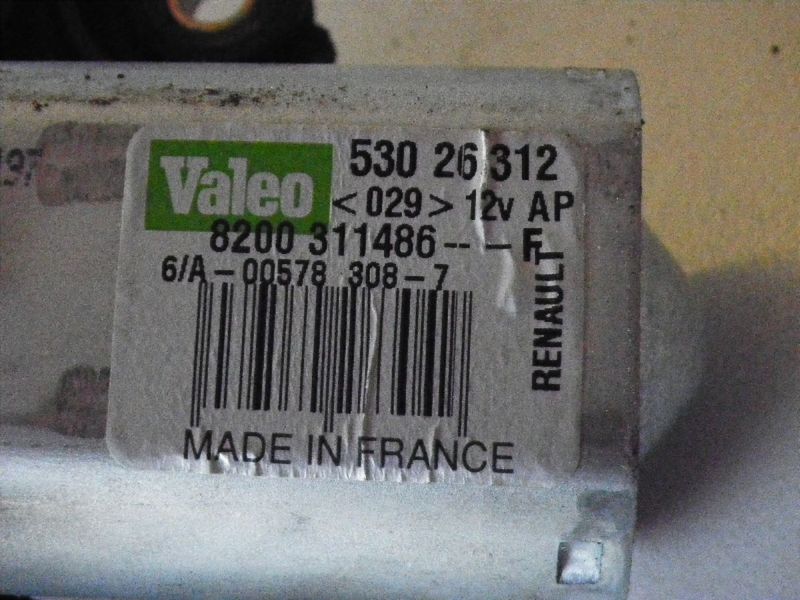 Valeo 530 26 312
<029> 12v AP
8200 311486-- -F
6/A-00578 308-7
RENAULT
MADE IN FRANCE